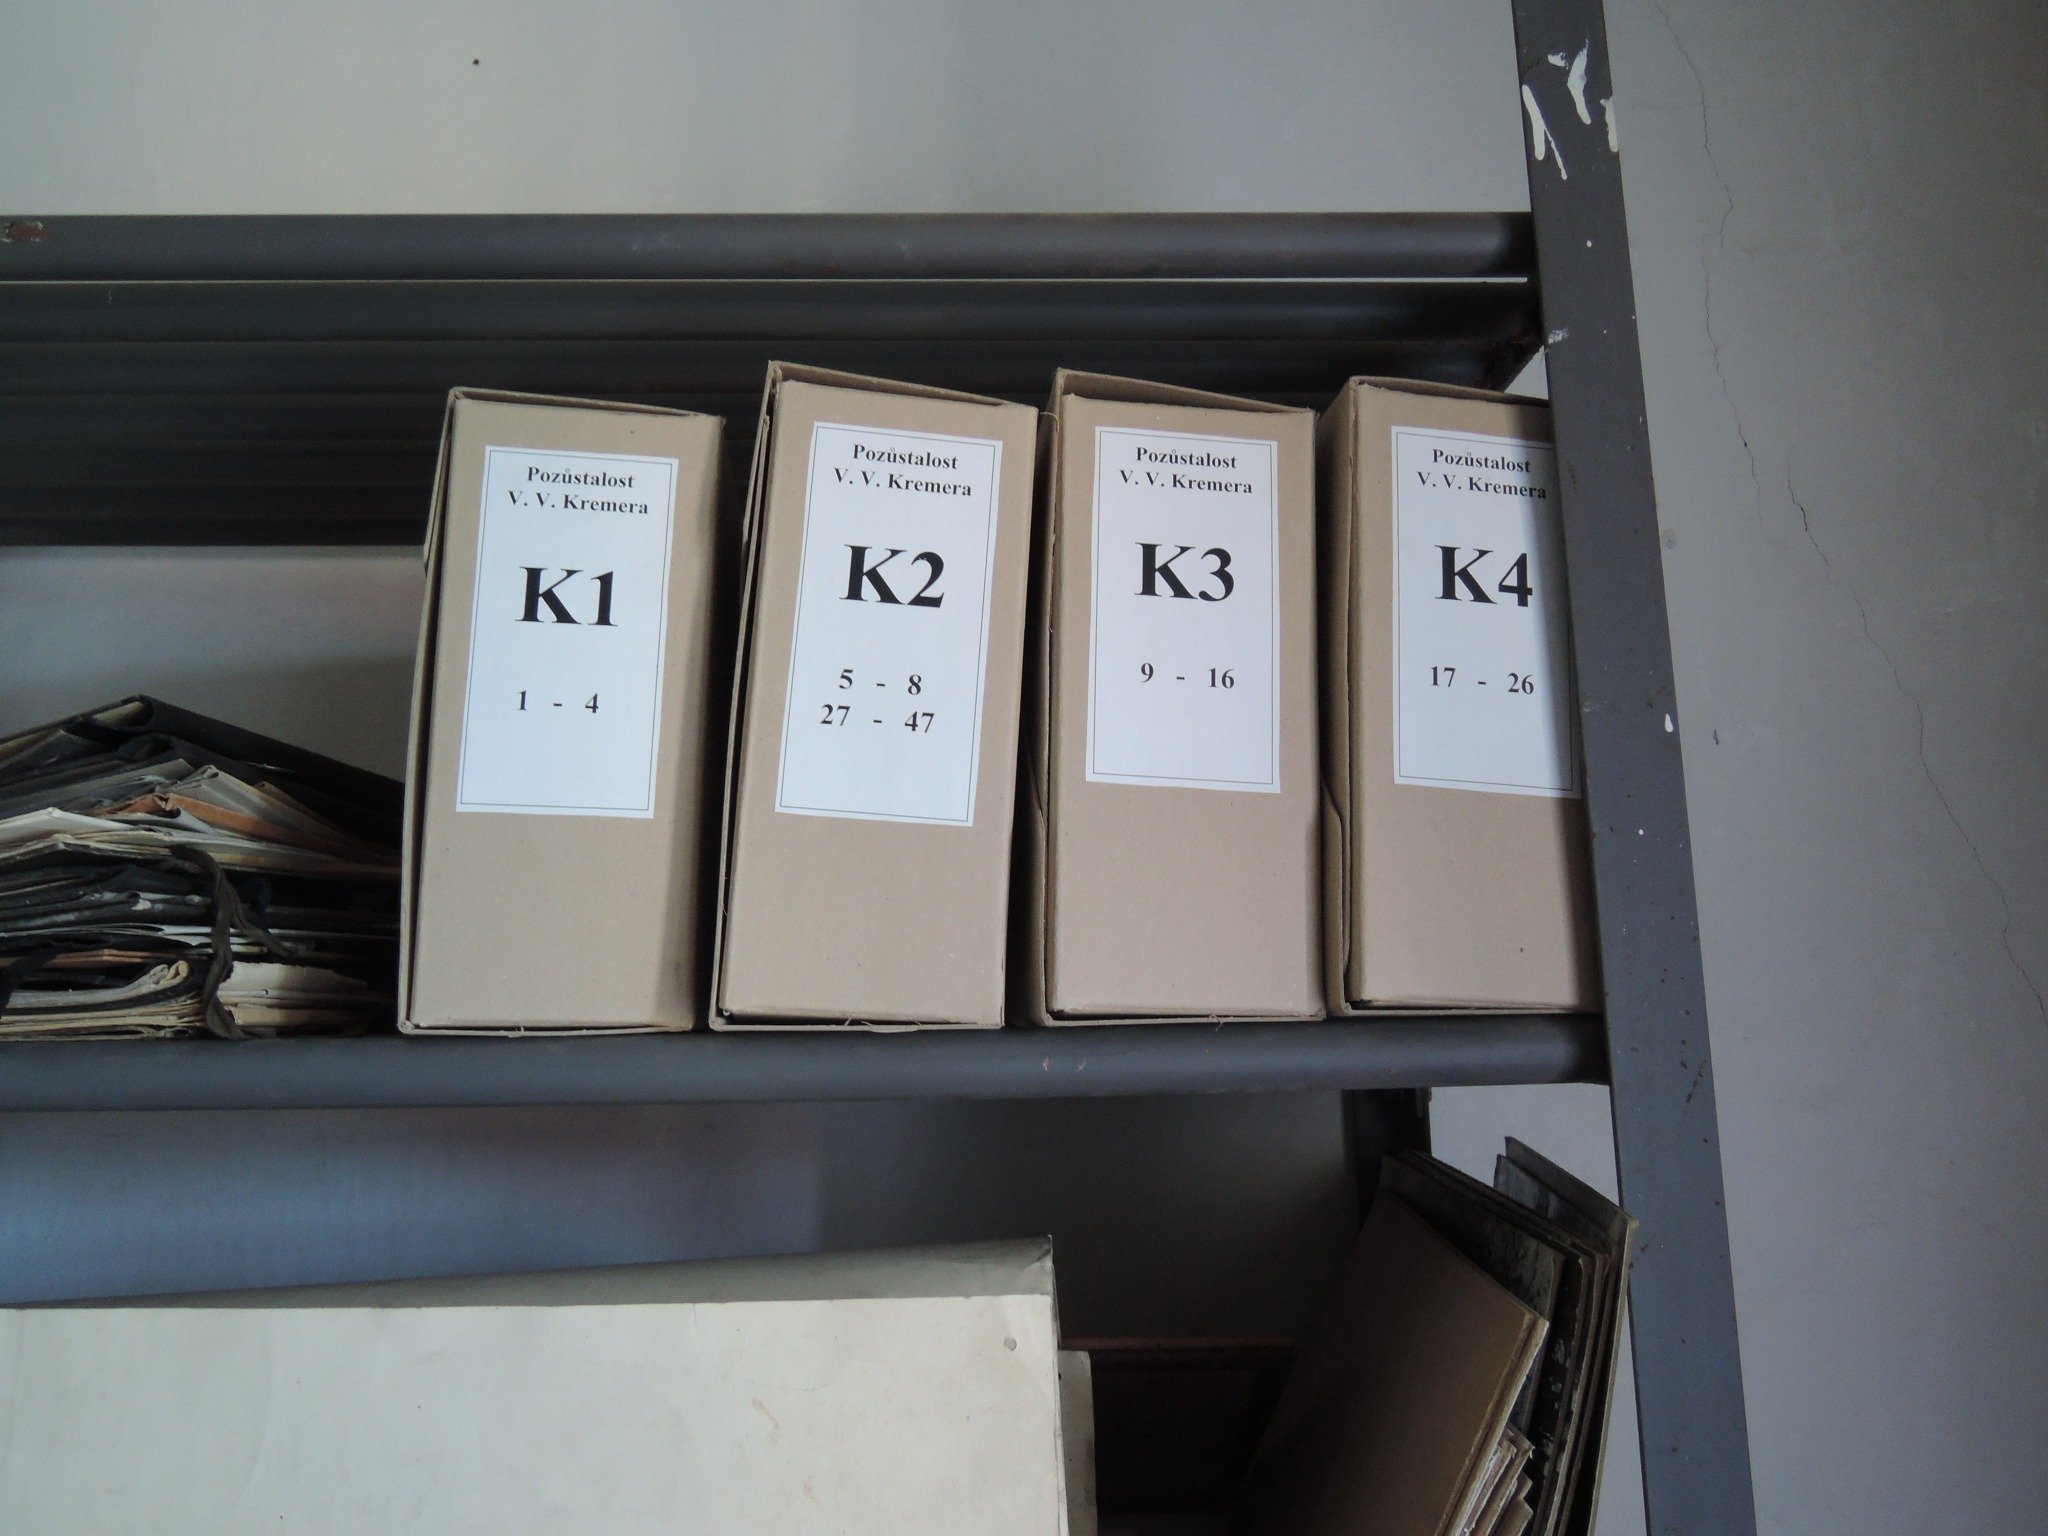 Pozůstalost
V. V. Kremera
K1
1 - 4
Pozůstalost
V. V. Kremera
K2
5 - 8
27 - 47
Pozůstalost
V. V. Kremera
K3
9 - 16
Pozůstalost
V. V. Kremera
K4
17 - 26